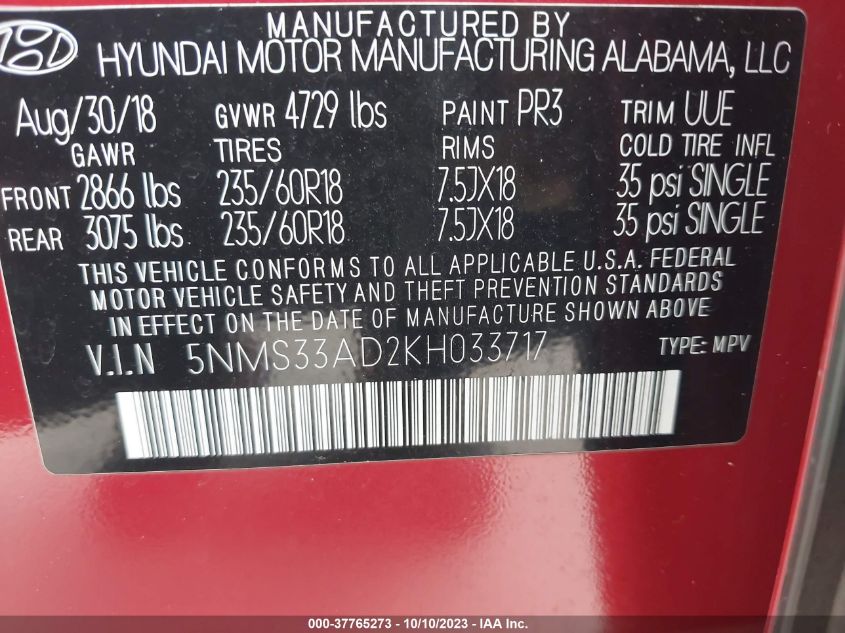 MANUFACTURED BY
HYUNDAI MOTOR MANUFACTURING ALABAMA, LLC
Aug/30/18 GVWR 4729 lbs PAINT PR3 TRIM UUE
GAWR TIRES RIMS COLD TIRE INFL
FRONT 2866 lbs 235/60R18 7.5JX18 35 psi SINGLE
REAR 3075 lbs 235/60R18 7.5JX18 35 psi SINGLE
THIS VEHICLE CONFORMS TO ALL APPLICABLE U.S.A. FEDERAL
MOTOR VEHICLE SAFETY AND THEFT PREVENTION STANDARDS
IN EFFECT ON THE DATE OF MANUFACTURE SHOWN ABOVE
V.I.N 5NMS33AD2KH033717 TYPE: MPV
000-37765273 - 10/10/2023 - IAA Inc.